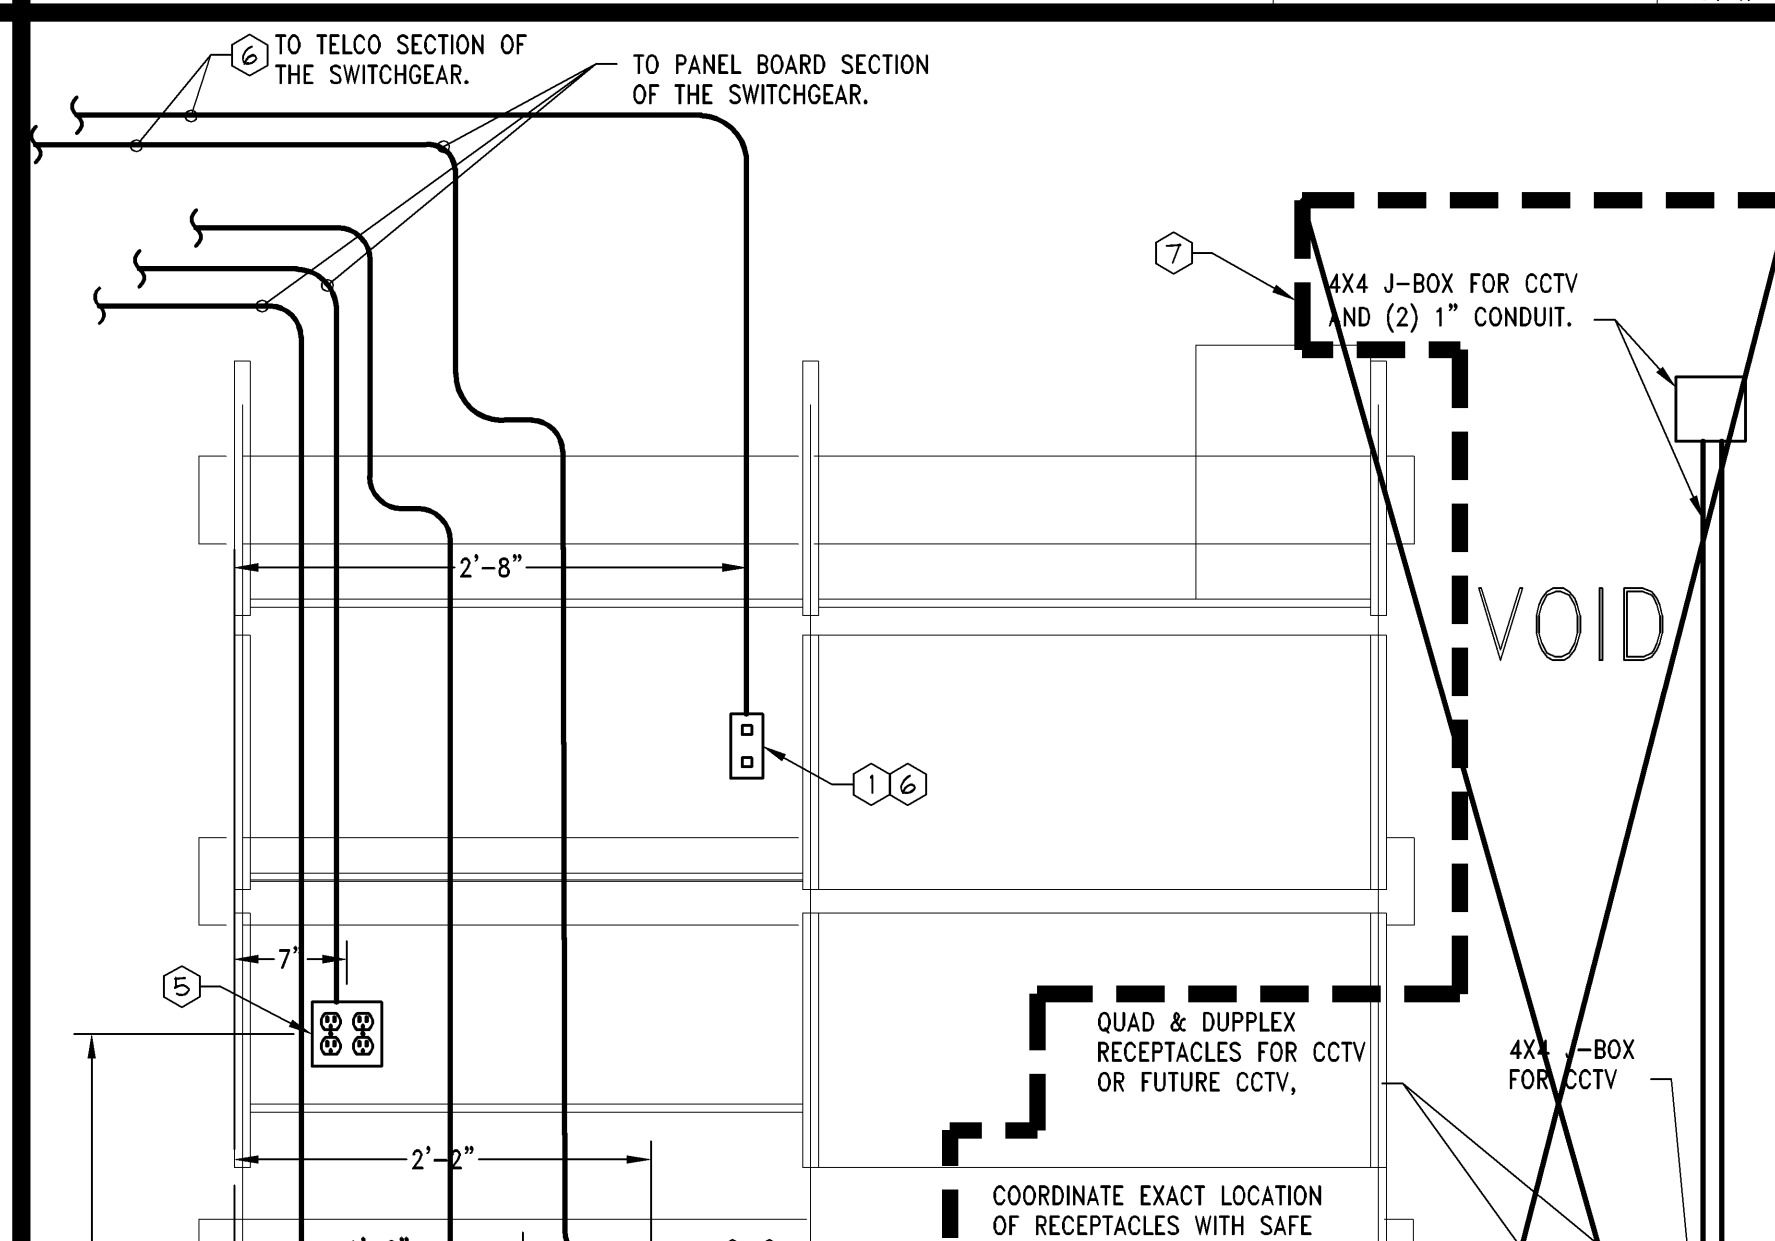 6
TO TELCO SECTION OF
THE SWITCHGEAR.
TO PANEL BOARD SECTION
OF THE SWITCHGEAR.
7
4X4 J-BOX FOR CCTV
AND (2) 1" CONDUIT.
2'-8"
VOID
1 6
7"
5
QUAD & DUPPLEX
RECEPTACLES FOR CCTV
OR FUTURE CCTV,
4X4 J-BOX
FOR CCTV
2'-2"
COORDINATE EXACT LOCATION
OF RECEPTACLES WITH SAFE